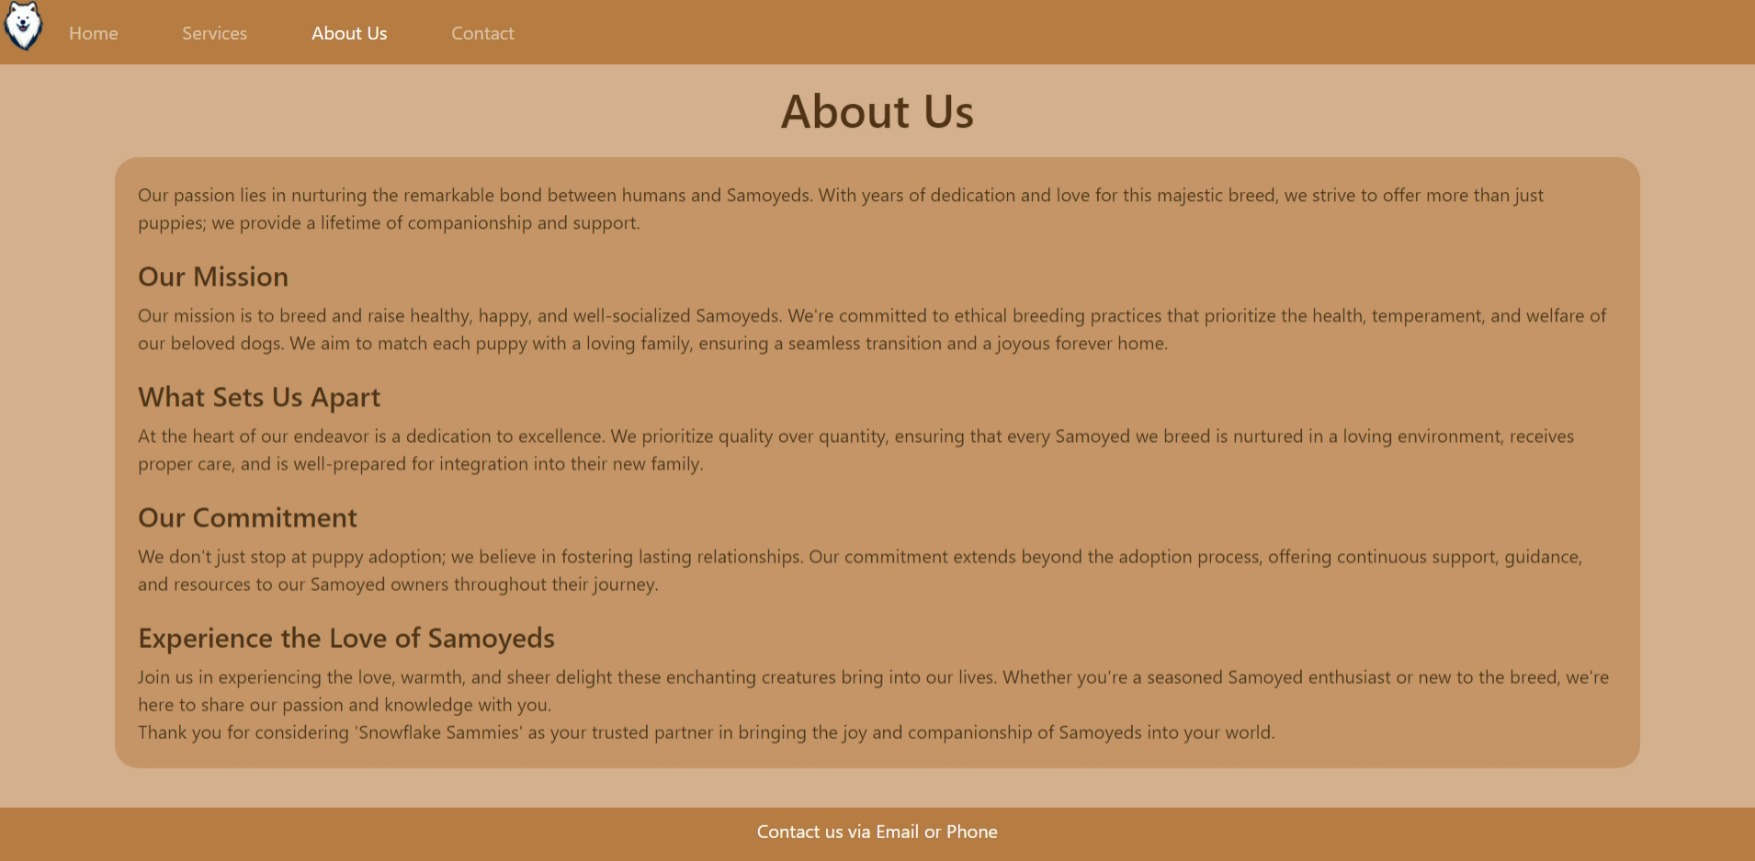 Home
Services
About Us
Contact
About Us
Our passion lies in nurturing the remarkable bond between humans and Samoyeds. With years of dedication and love for this majestic breed, we strive to offer more than just
puppies; we provide a lifetime of companionship and support.
Our Mission
Our mission is to breed and raise healthy, happy, and well-socialized Samoyeds. We're committed to ethical breeding practices that prioritize the health, temperament, and welfare of
our beloved dogs. We aim to match each puppy with a loving family, ensuring a seamless transition and a joyous forever home.
What Sets Us Apart
At the heart of our endeavor is a dedication to excellence. We prioritize quality over quantity, ensuring that every Samoyed we breed is nurtured in a loving environment, receives
proper care, and is well-prepared for integration into their new family.
Our Commitment
We don't just stop at puppy adoption; we believe in fostering lasting relationships. Our commitment extends beyond the adoption process, offering continuous support, guidance,
and resources to our Samoyed owners throughout their journey.
Experience the Love of Samoyeds
Join us in experiencing the love, warmth, and sheer delight these enchanting creatures bring into our lives. Whether you're a seasoned Samoyed enthusiast or new to the breed, we're
here to share our passion and knowledge with you.
Thank you for considering 'Snowflake Sammies' as your trusted partner in bringing the joy and companionship of Samoyeds into your world.
Contact us via Email or Phone